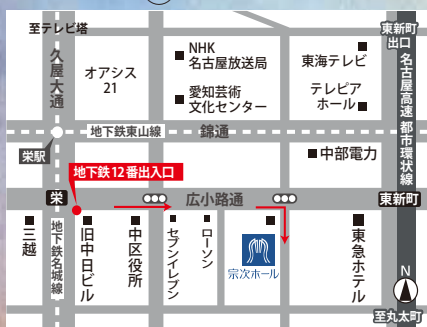 至テレビ塔
久屋大通
オアシス
21
NHK
名古屋放送局
愛知芸術
文化センター
東海テレビ
テレピア
ホール
東新町
出口
名古屋高速 都市環状線
地下鉄東山線
錦通
栄駅
中部電力
地下鉄12番出入口
栄
広小路通
東新町
地下鉄名城線
三越
旧中日ビル
中区役所
セブンイレブン
ローソン
宗次ホール
東急ホテル
N
至丸太町